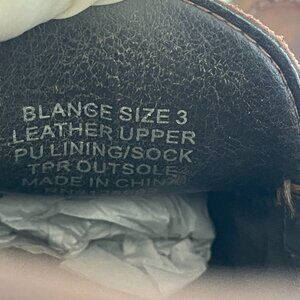 BLANGE SIZE 3
LEATHER UPPER
PU LINING/SOCK
TPR OUTSOLE
MADE IN CHINA